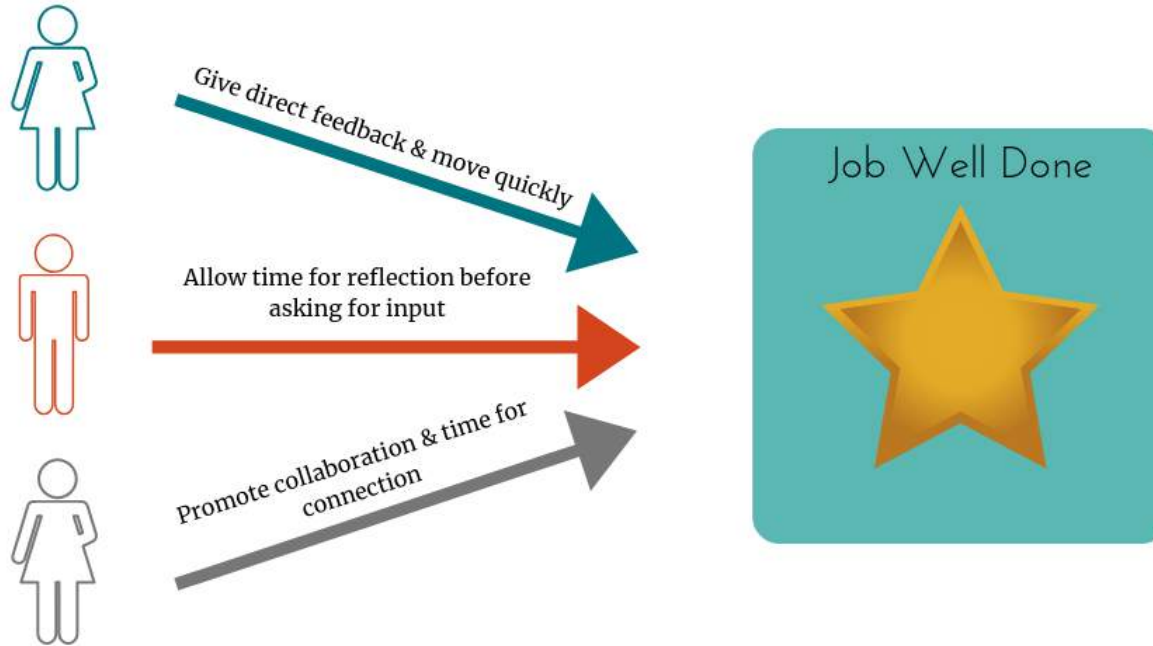 Give direct feedback & move quickly
Allow time for reflection before
asking for input
Promote collaboration & time for
connection
Job Well Done